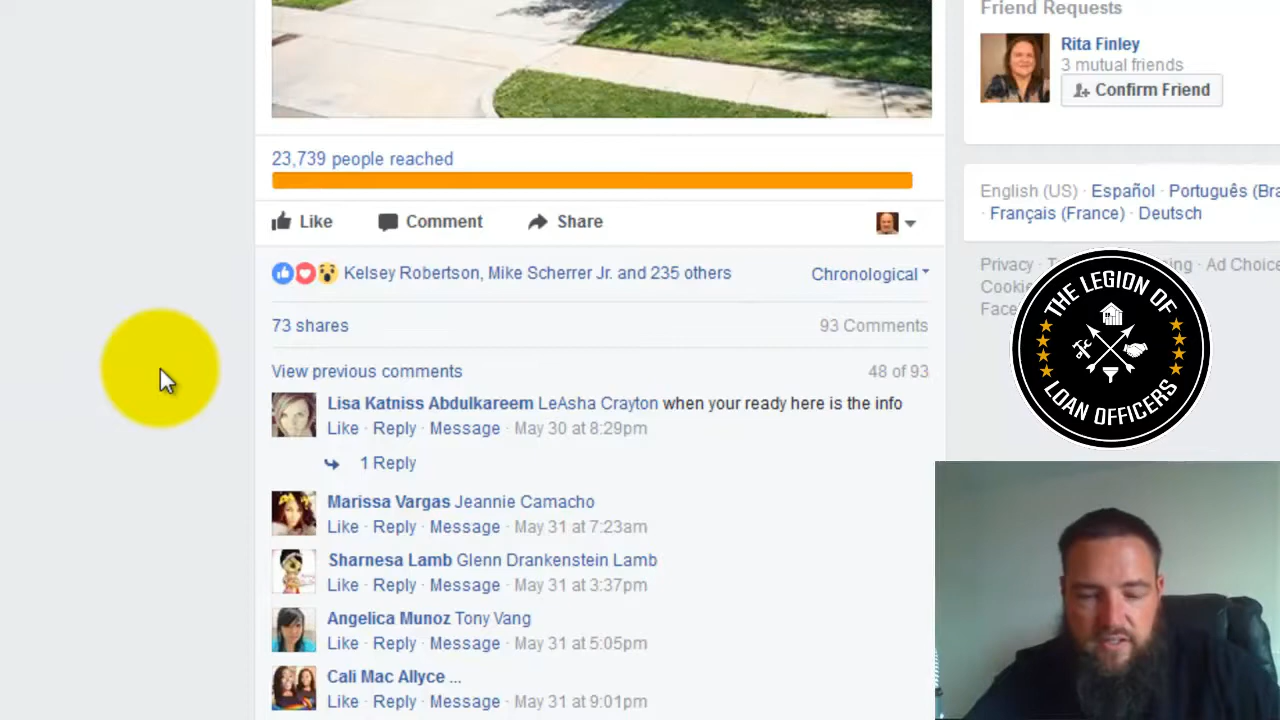 Friend Requests
Rita Finley
3 mutual friends
Confirm Friend
23,739 people reached
Like Comment Share
English (US) · Español · Português (Bra
· Français (France) · Deutsch
Kelsey Robertson, Mike Scherrer Jr. and 235 others
Chronological
Privacy · Ad Choice
Cookie
Face
THE LEGION OF
LOAN OFFICERS
73 shares
93 Comments
View previous comments
48 of 93
Lisa Katniss Abdulkareem LeAsha Crayton when your ready here is the info
Like · Reply · Message · May 30 at 8:29pm
1 Reply
Marissa Vargas Jeannie Camacho
Like · Reply · Message · May 31 at 7:23am
Sharnesa Lamb Glenn Drankenstein Lamb
Like · Reply · Message · May 31 at 3:37pm
Angelica Munoz Tony Vang
Like · Reply · Message · May 31 at 5:05pm
Cali Mac Allyce ...
Like · Reply · Message · May 31 at 9:01pm